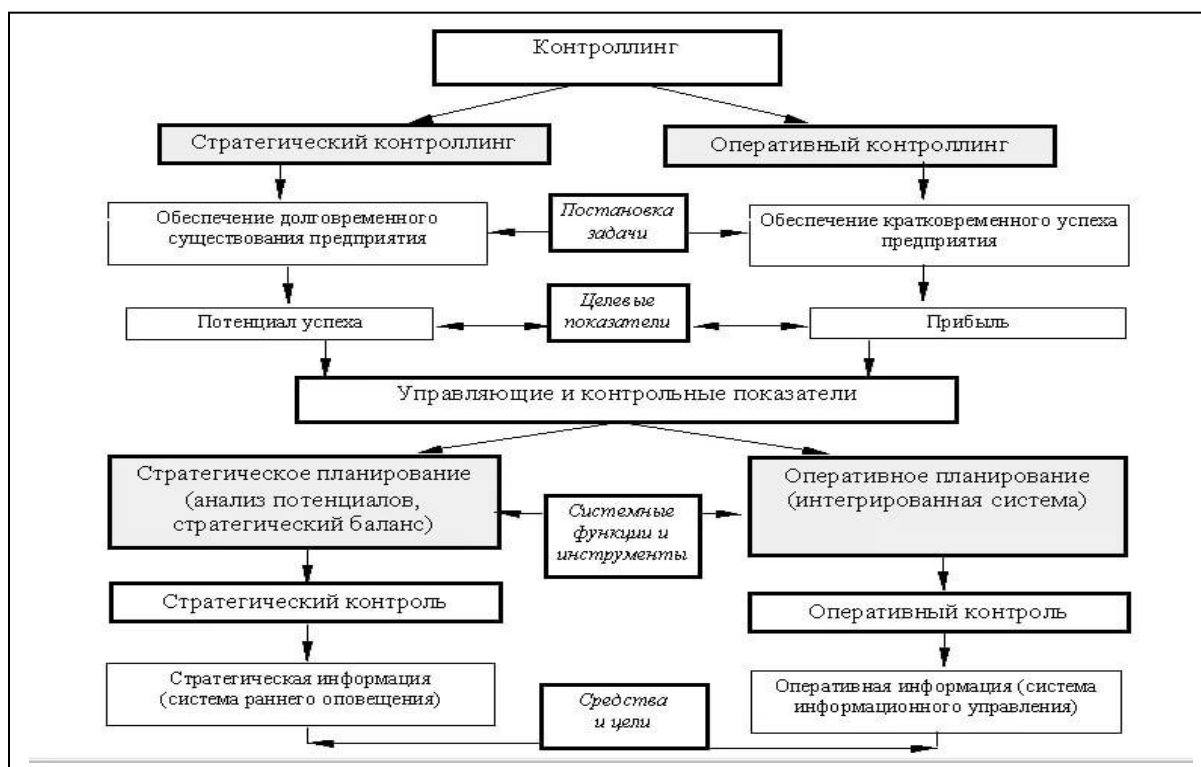 Контроллинг
Стратегический контроллинг
Оперативный контроллинг
Обеспечение долговременного
существования предприятия
Постановка
задачи
Обеспечение кратковременного успеха
предприятия
Потенциал успеха
Целевые
показатели
Прибыль
Управляющие и контрольные показатели
Стратегическое планирование
(анализ потенциалов,
стратегический баланс)
Системные
функции и
инструменты
Оперативное планирование
(интегрированная система)
Стратегический контроль
Оперативный контроль
Стратегическая информация
(система раннего оповещения)
Средства
и цели
Оперативная информация (система
информационного управления)